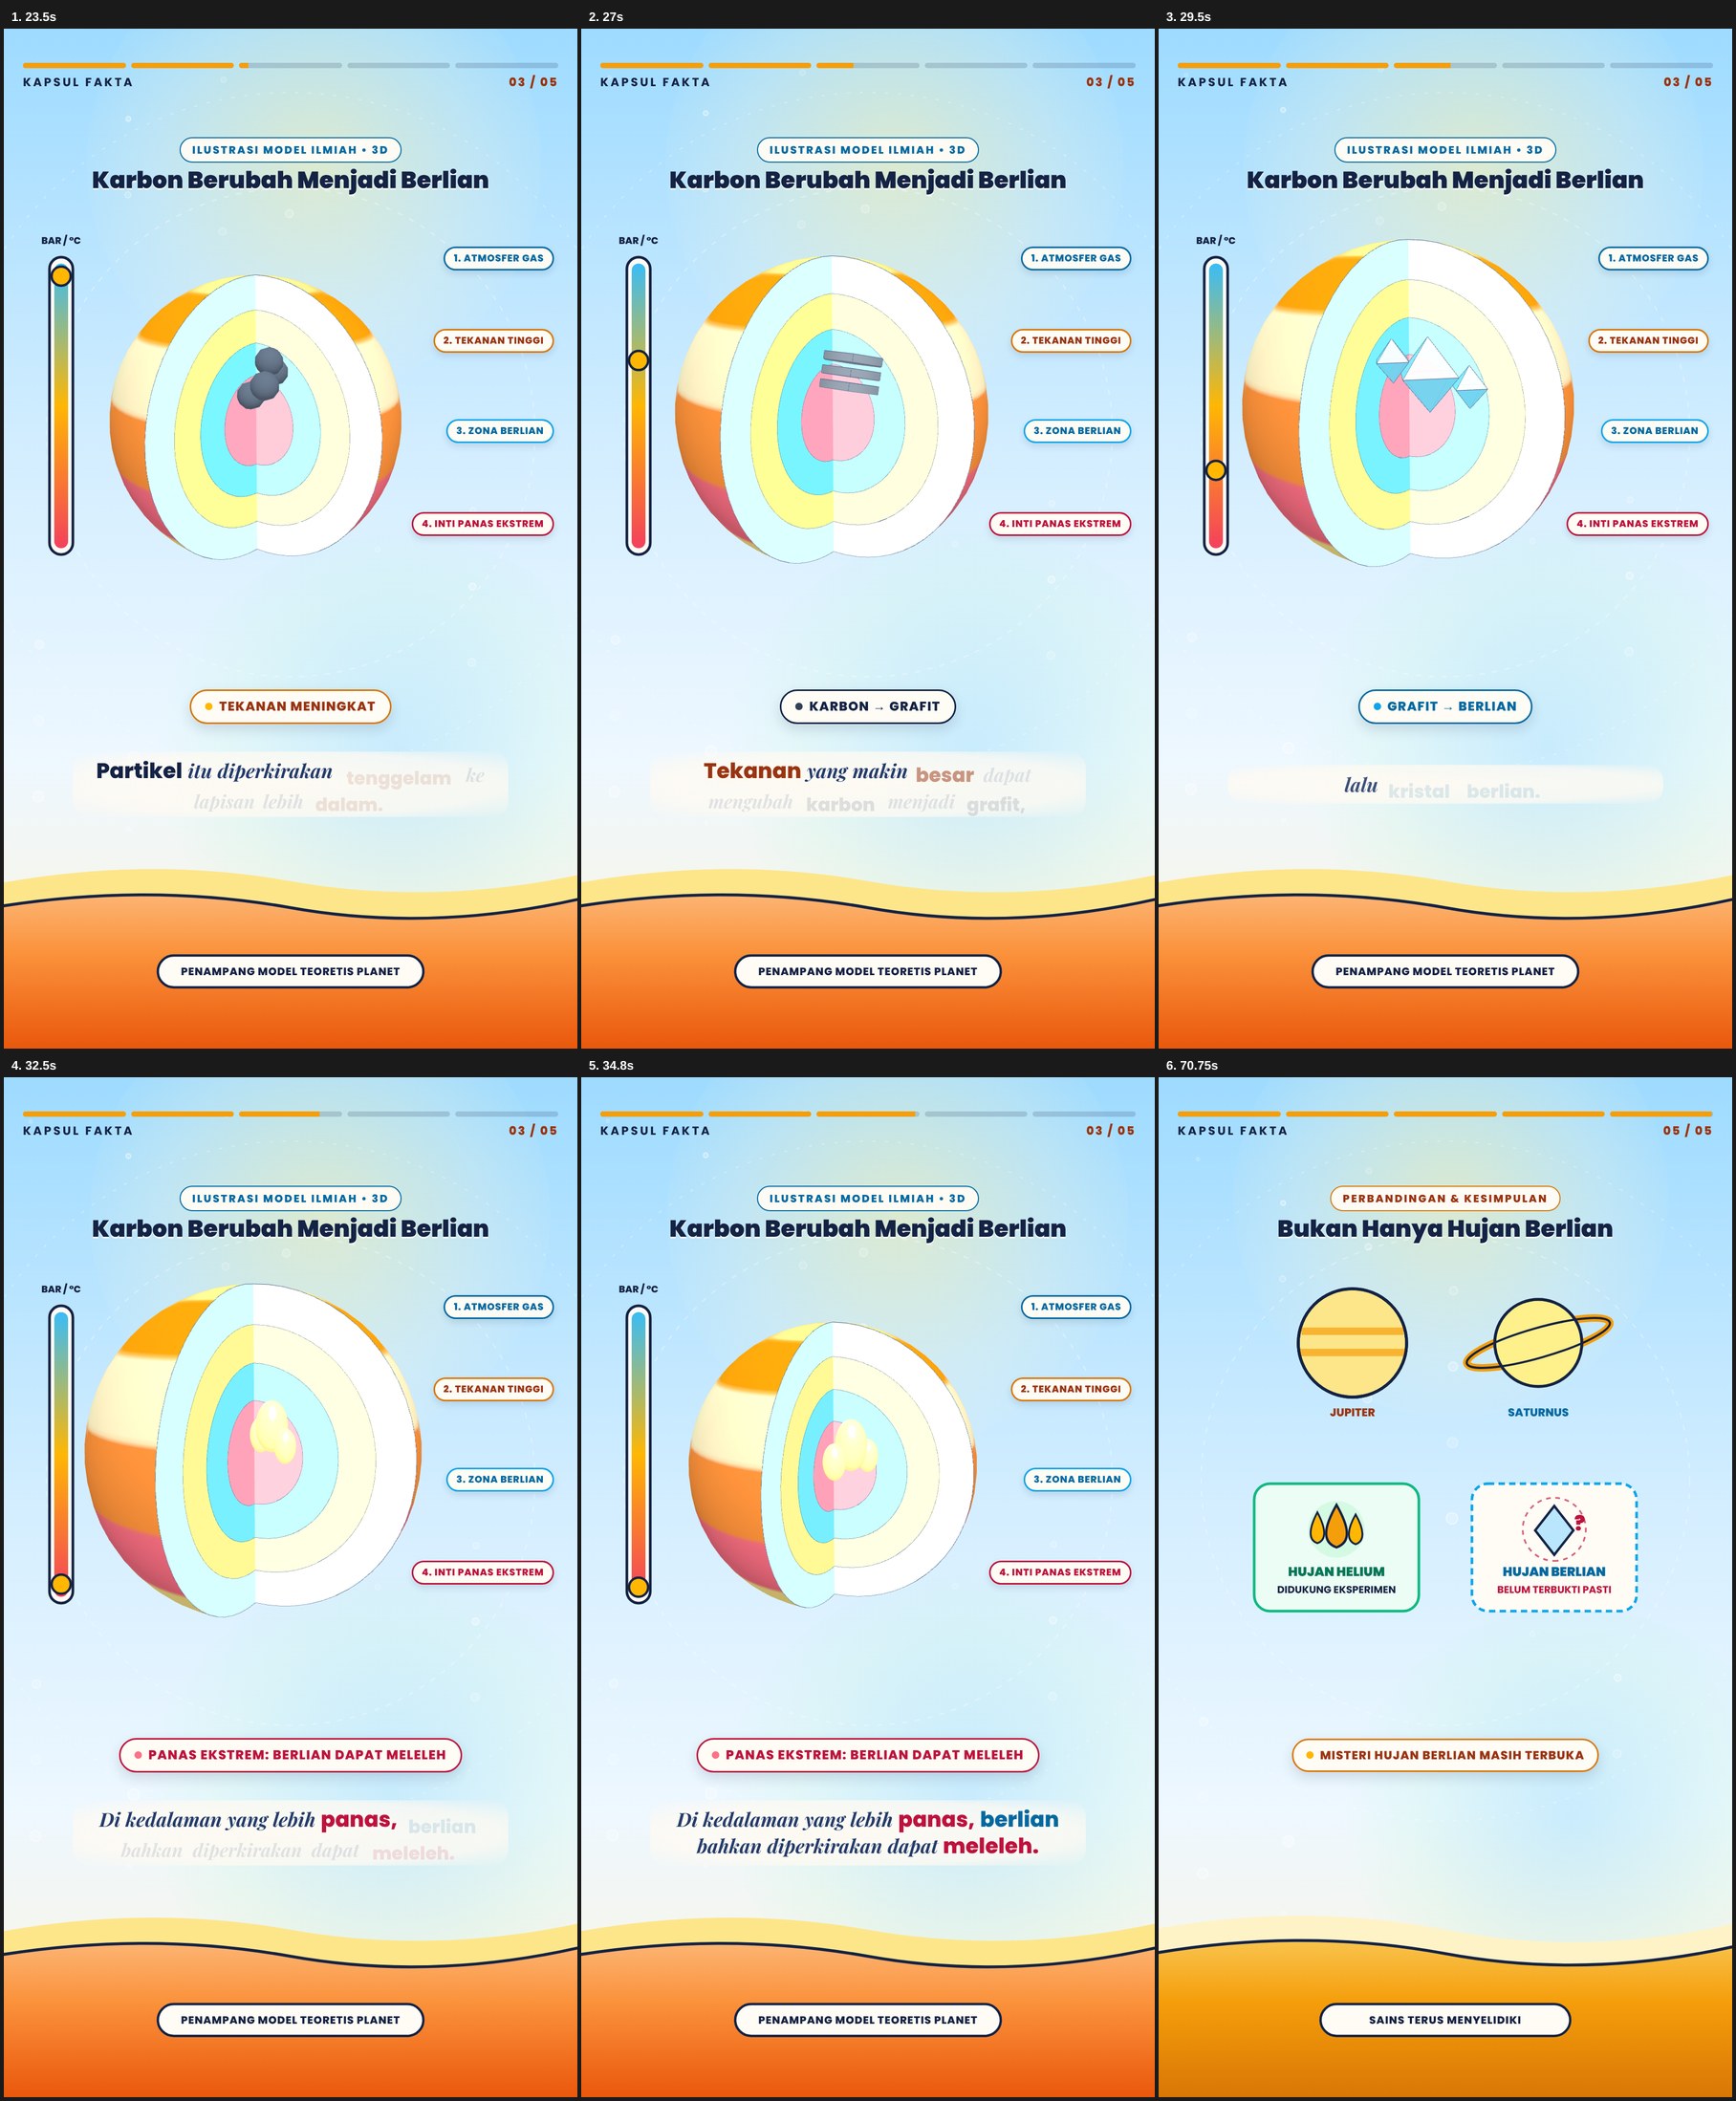 1. 23.5s
KAPSUL FAKTA
03 / 05
ILUSTRASI MODEL ILMIAH • 3D
Karbon Berubah Menjadi Berlian
BAR / °C
1. ATMOSFER GAS
2. TEKANAN TINGGI
3. ZONA BERLIAN
4. INTI PANAS EKSTREM
TEKANAN MENINGKAT
Partikel itu diperkirakan tenggelam ke
lapisan lebih dalam.
PENAMPANG MODEL TEORETIS PLANET
2. 27s
KAPSUL FAKTA
03 / 05
ILUSTRASI MODEL ILMIAH • 3D
Karbon Berubah Menjadi Berlian
BAR / °C
1. ATMOSFER GAS
2. TEKANAN TINGGI
3. ZONA BERLIAN
4. INTI PANAS EKSTREM
KARBON → GRAFIT
Tekanan yang makin besar dapat
mengubah karbon menjadi grafit,
PENAMPANG MODEL TEORETIS PLANET
3. 29.5s
KAPSUL FAKTA
03 / 05
ILUSTRASI MODEL ILMIAH • 3D
Karbon Berubah Menjadi Berlian
BAR / °C
1. ATMOSFER GAS
2. TEKANAN TINGGI
3. ZONA BERLIAN
4. INTI PANAS EKSTREM
GRAFIT → BERLIAN
lalu kristal berlian.
PENAMPANG MODEL TEORETIS PLANET
4. 32.5s
KAPSUL FAKTA
03 / 05
ILUSTRASI MODEL ILMIAH • 3D
Karbon Berubah Menjadi Berlian
BAR / °C
1. ATMOSFER GAS
2. TEKANAN TINGGI
3. ZONA BERLIAN
4. INTI PANAS EKSTREM
PANAS EKSTREM: BERLIAN DAPAT MELELEH
Di kedalaman yang lebih panas, berlian
bahkan diperkirakan dapat meleleh.
PENAMPANG MODEL TEORETIS PLANET
5. 34.8s
KAPSUL FAKTA
03 / 05
ILUSTRASI MODEL ILMIAH • 3D
Karbon Berubah Menjadi Berlian
BAR / °C
1. ATMOSFER GAS
2. TEKANAN TINGGI
3. ZONA BERLIAN
4. INTI PANAS EKSTREM
PANAS EKSTREM: BERLIAN DAPAT MELELEH
Di kedalaman yang lebih panas, berlian
bahkan diperkirakan dapat meleleh.
PENAMPANG MODEL TEORETIS PLANET
6. 70.75s
KAPSUL FAKTA
05 / 05
PERBANDINGAN & KESIMPULAN
Bukan Hanya Hujan Berlian
JUPITER
SATURNUS
?
HUJAN HELIUM
DIDUKUNG EKSPERIMEN
HUJAN BERLIAN
BELUM TERBUKTI PASTI
MISTERI HUJAN BERLIAN MASIH TERBUKA
SAINS TERUS MENYELIDIKI